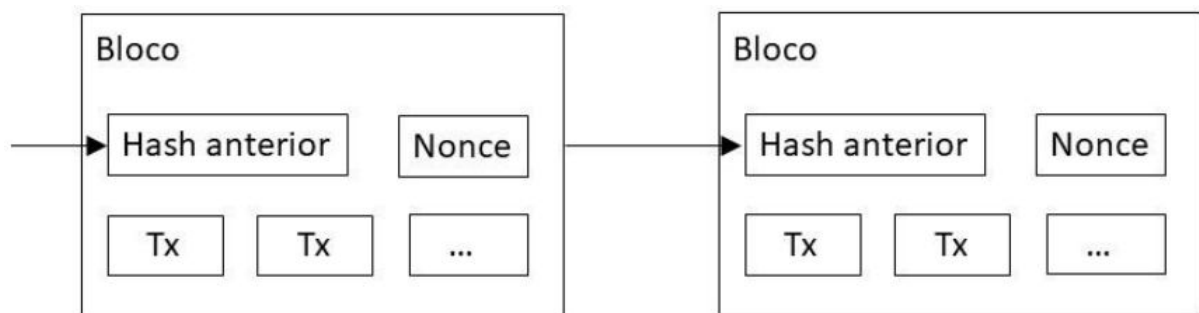 Bloco
Hash anterior Nonce
Tx Tx ...
Bloco
Hash anterior Nonce
Tx Tx ...